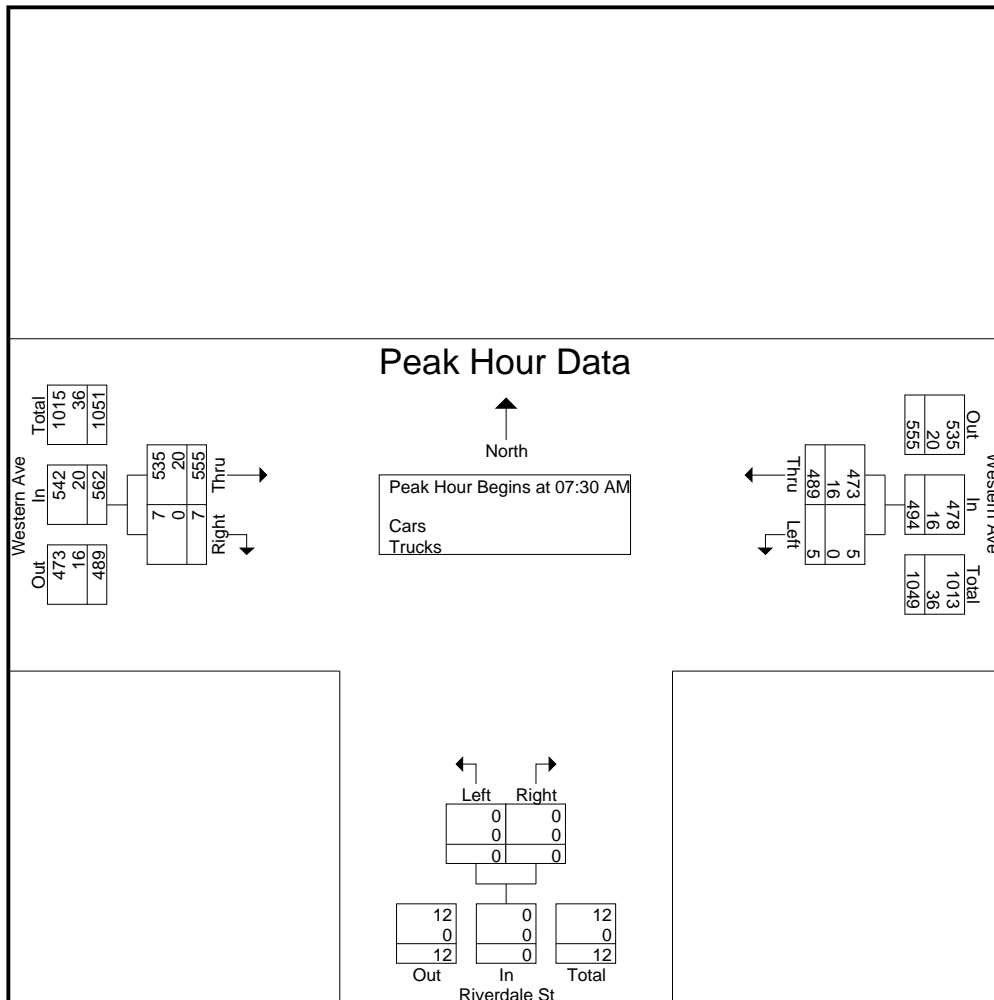 Peak Hour Data
North
Peak Hour Begins at 07:30 AM
Cars
Trucks
Western Ave
Total
1015
36
1051
In
542
20
562
Out
473
16
489
Thru
535
20
555
Right
7
0
7
Western Ave
Out
535
20
555
In
478
16
494
Total
1013
36
1049
Thru
473
16
489
Left
5
0
5
Left Right
0 0
0 0
0 0
12 0 12
0 0 0
12 0 12
Out In Total
Riverdale St